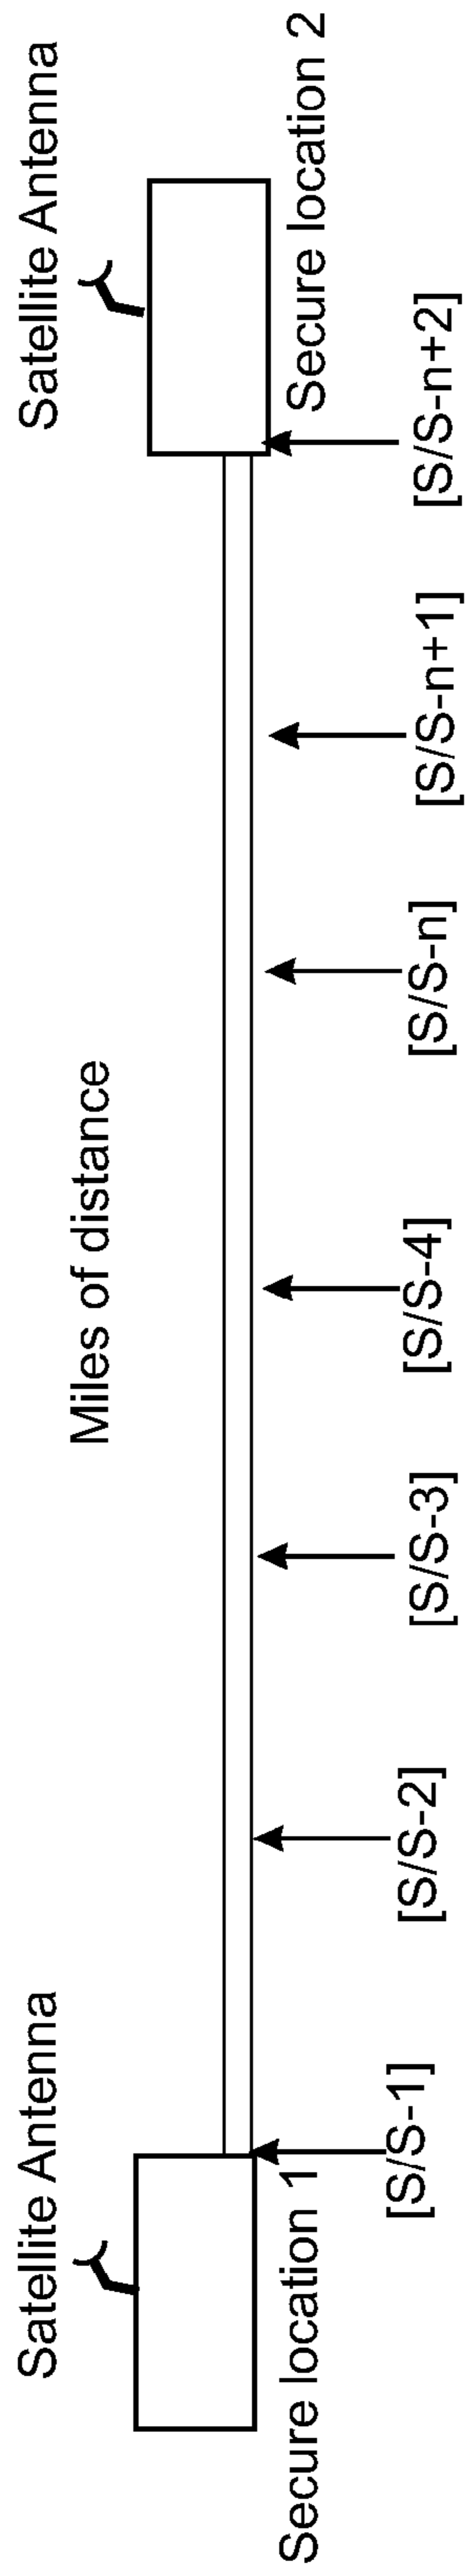 Satellite Antenna
Satellite Antenna
Miles of distance
Secure location 1
Secure location 2
[S/S-1]
[S/S-2]
[S/S-3]
[S/S-4]
[S/S-n]
[S/S-n+1]
[S/S-n+2]